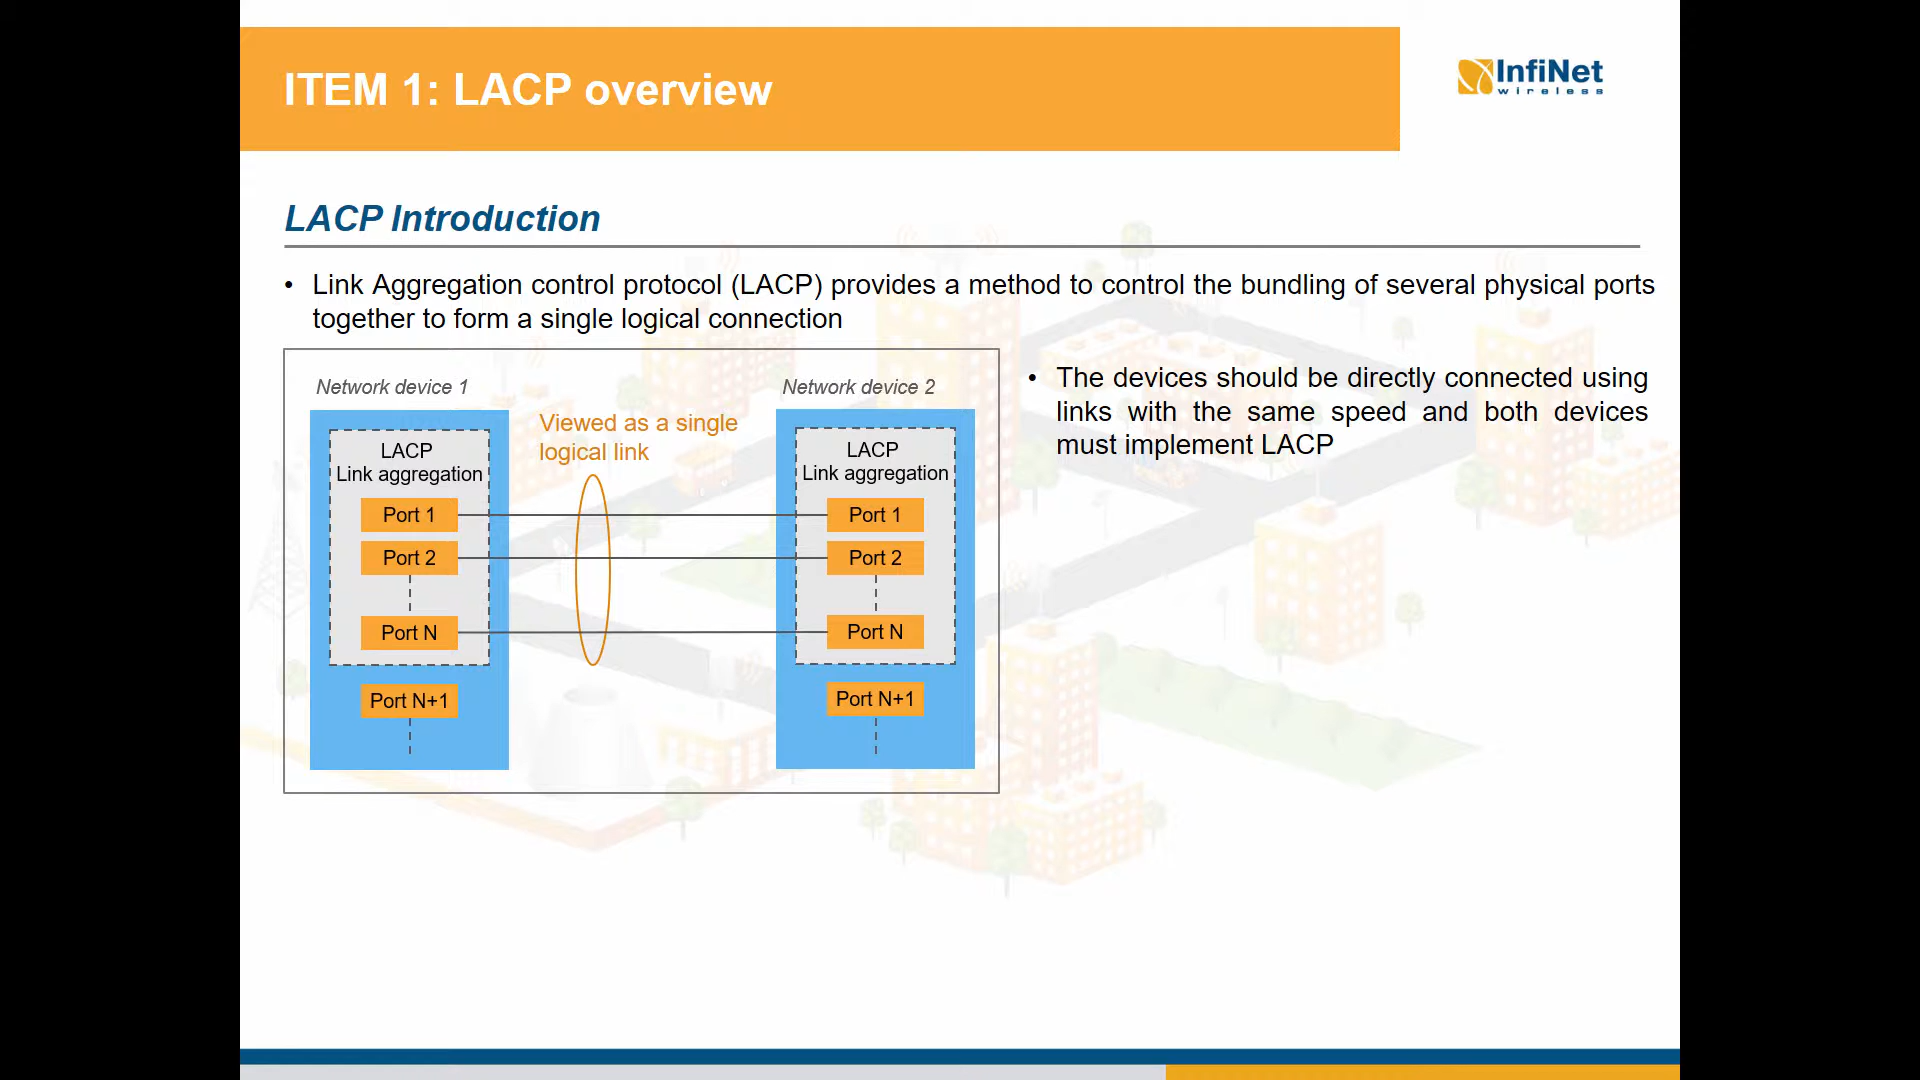 ITEM 1: LACP overview
InfiNet
wireless
LACP Introduction
• Link Aggregation control protocol (LACP) provides a method to control the bundling of several physical ports
together to form a single logical connection
Network device 1
Network device 2
Viewed as a single
logical link
LACP
Link aggregation
Port 1
Port 2
Port N
Port N+1
LACP
Link aggregation
Port 1
Port 2
Port N
Port N+1
• The devices should be directly connected using
links with the same speed and both devices
must implement LACP